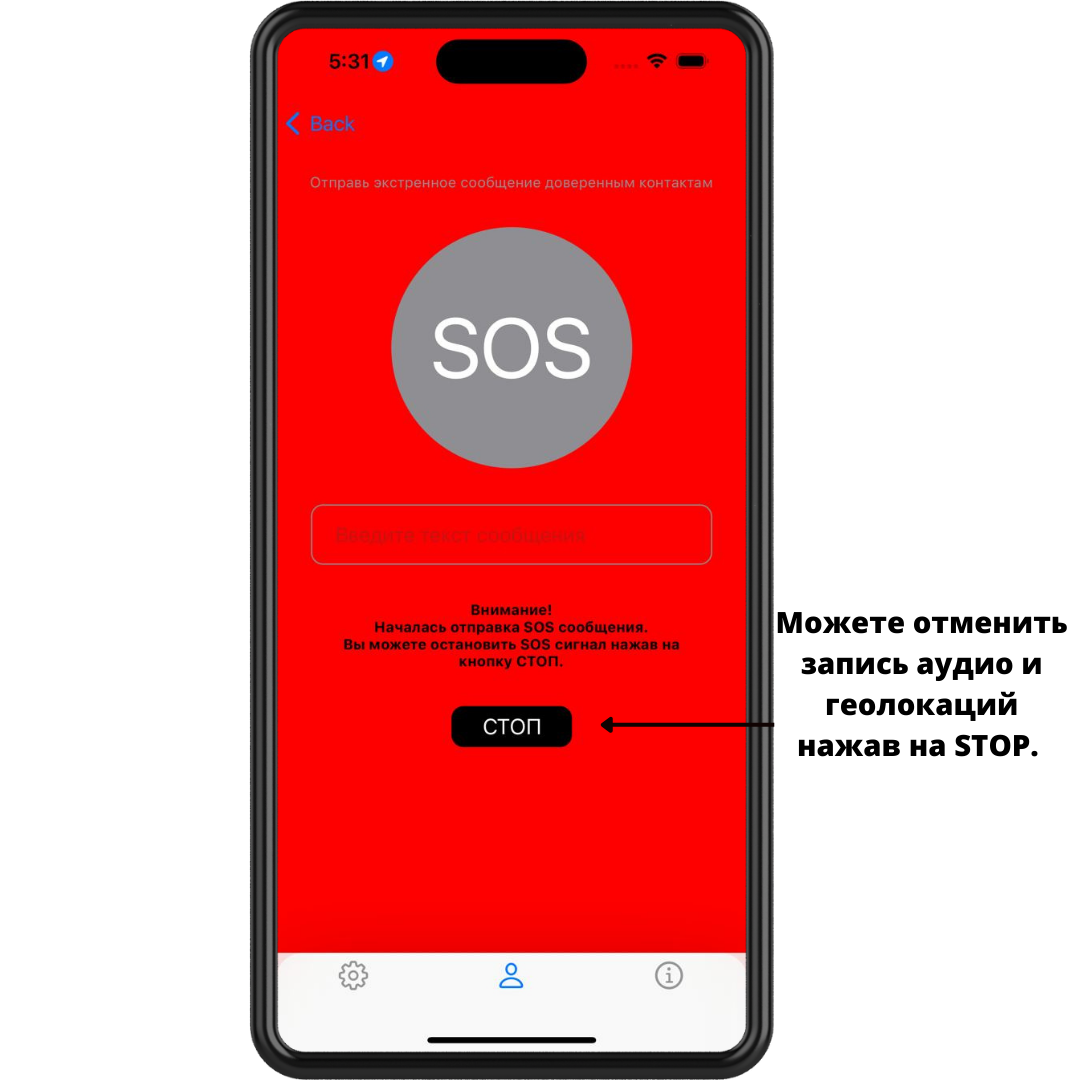 5:31
Back
Отправь экстренное сообщение доверенным контактам
SOS
Введите текст сообщения
Внимание!
Началась отправка SOS сообщения.
Вы можете остановить SOS сигнал нажав на
кнопку СТОП.
СТОП
Можете отменить
запись аудио и
геолокаций
нажав на STOP.